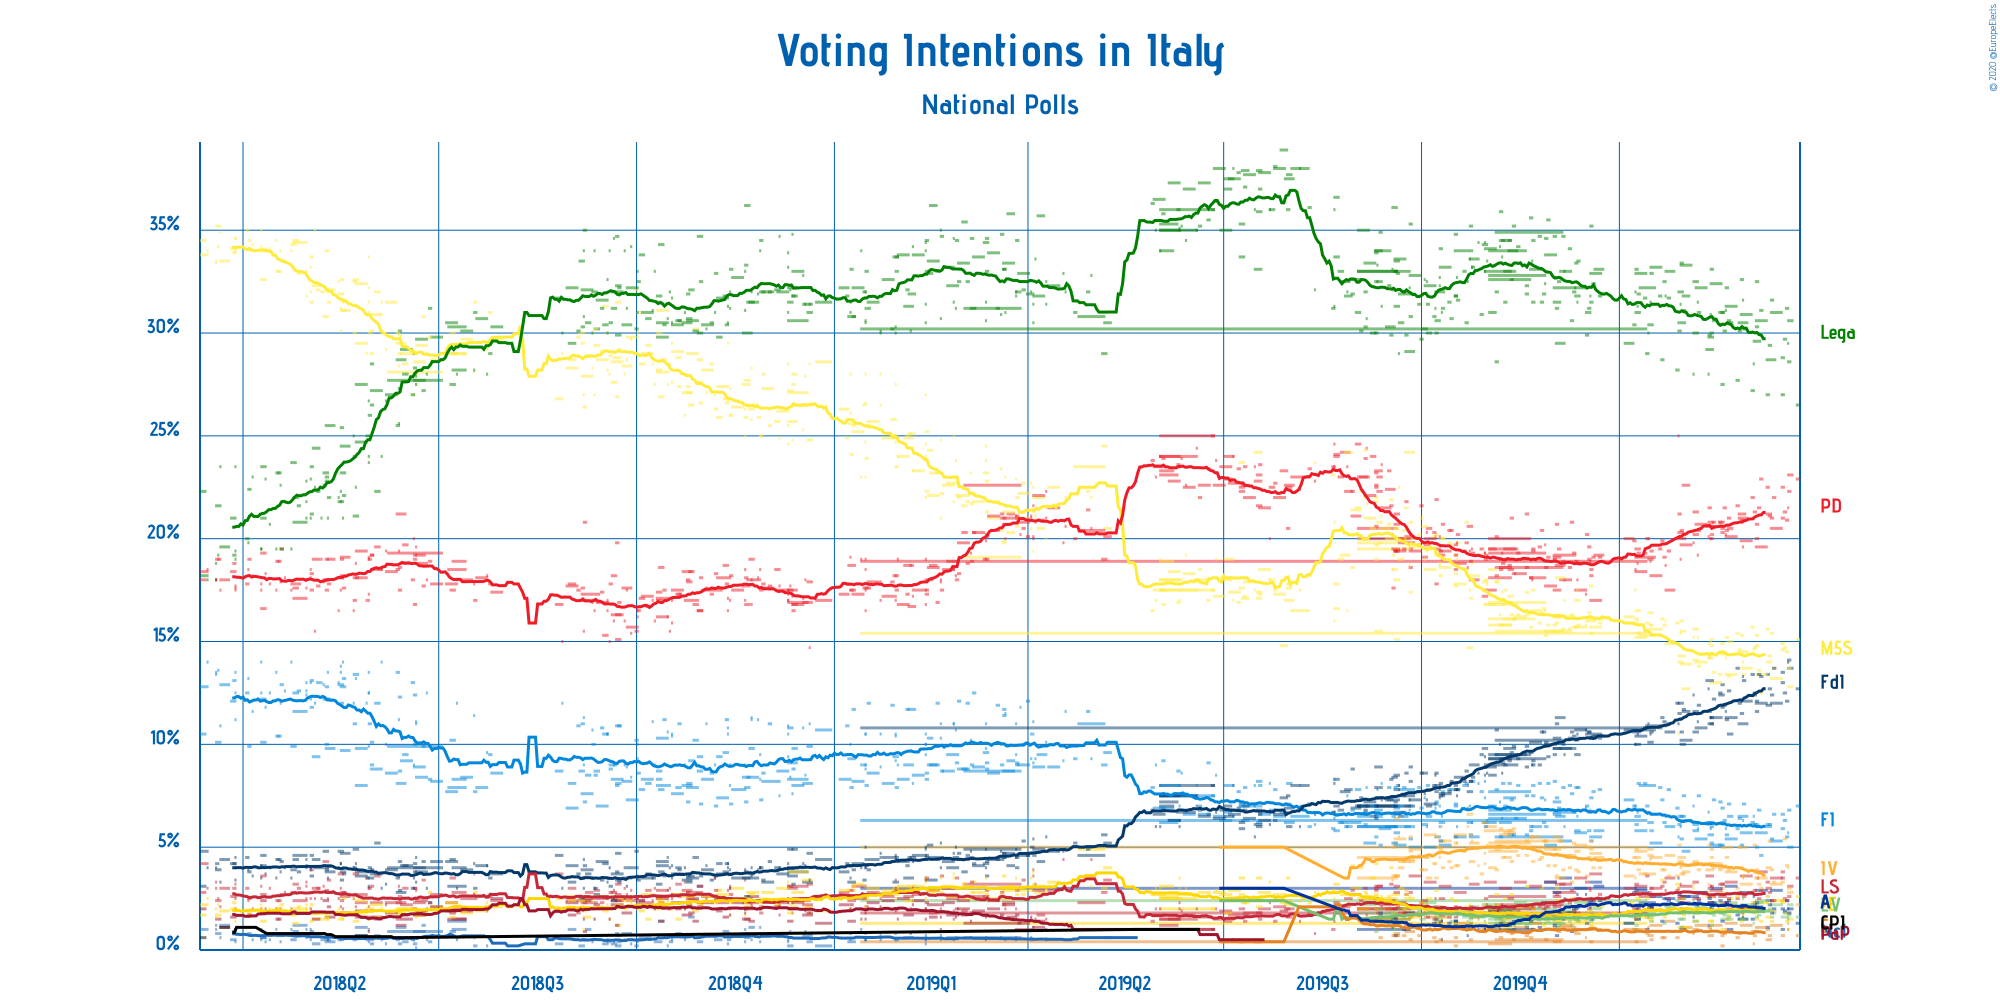 © 2020 @EuropeElects
Voting Intentions in Italy
National Polls
35%
30%
25%
20%
15%
10%
5%
0%
Lega
PD
M5S
FdI
FI
IV
LS
A
2018Q2
2018Q3
2018Q4
2019Q1
2019Q2
2019Q3
2019Q4